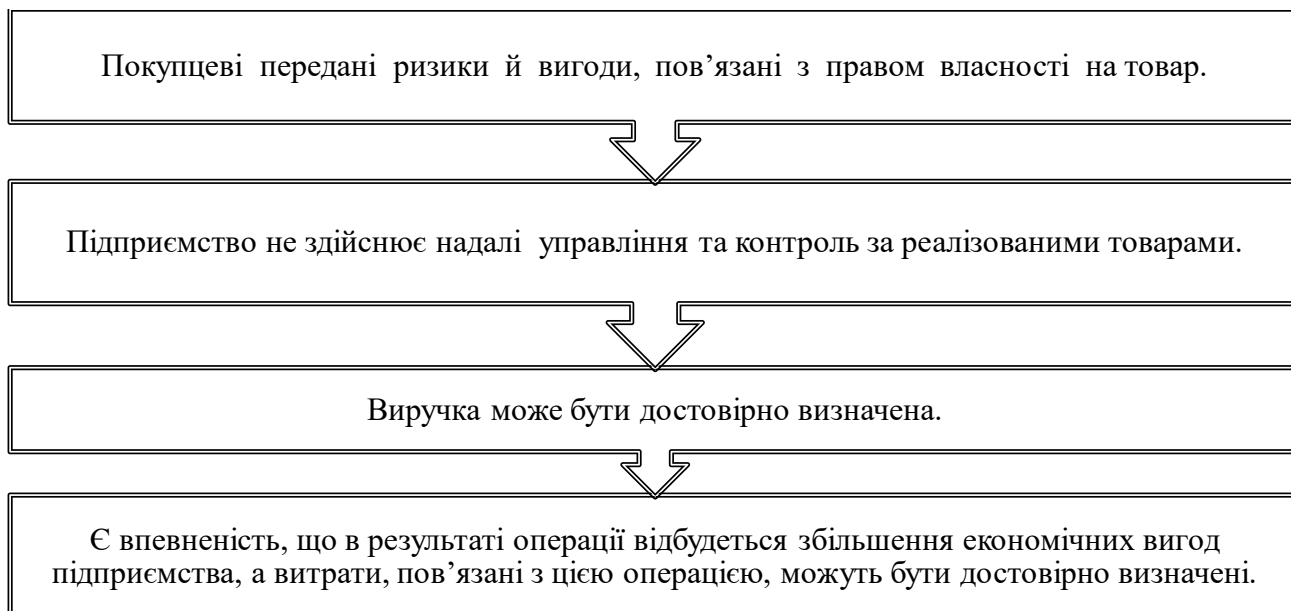 Покупцеві передані ризики й вигоди, пов’язані з правом власності на товар.
Підприємство не здійснює надалі управління та контроль за реалізованими товарами.
Виручка може бути достовірно визначена.
Є впевненість, що в результаті операції відбудеться збільшення економічних вигод
підприємства, а витрати, пов’язані з цією операцією, можуть бути достовірно визначені.